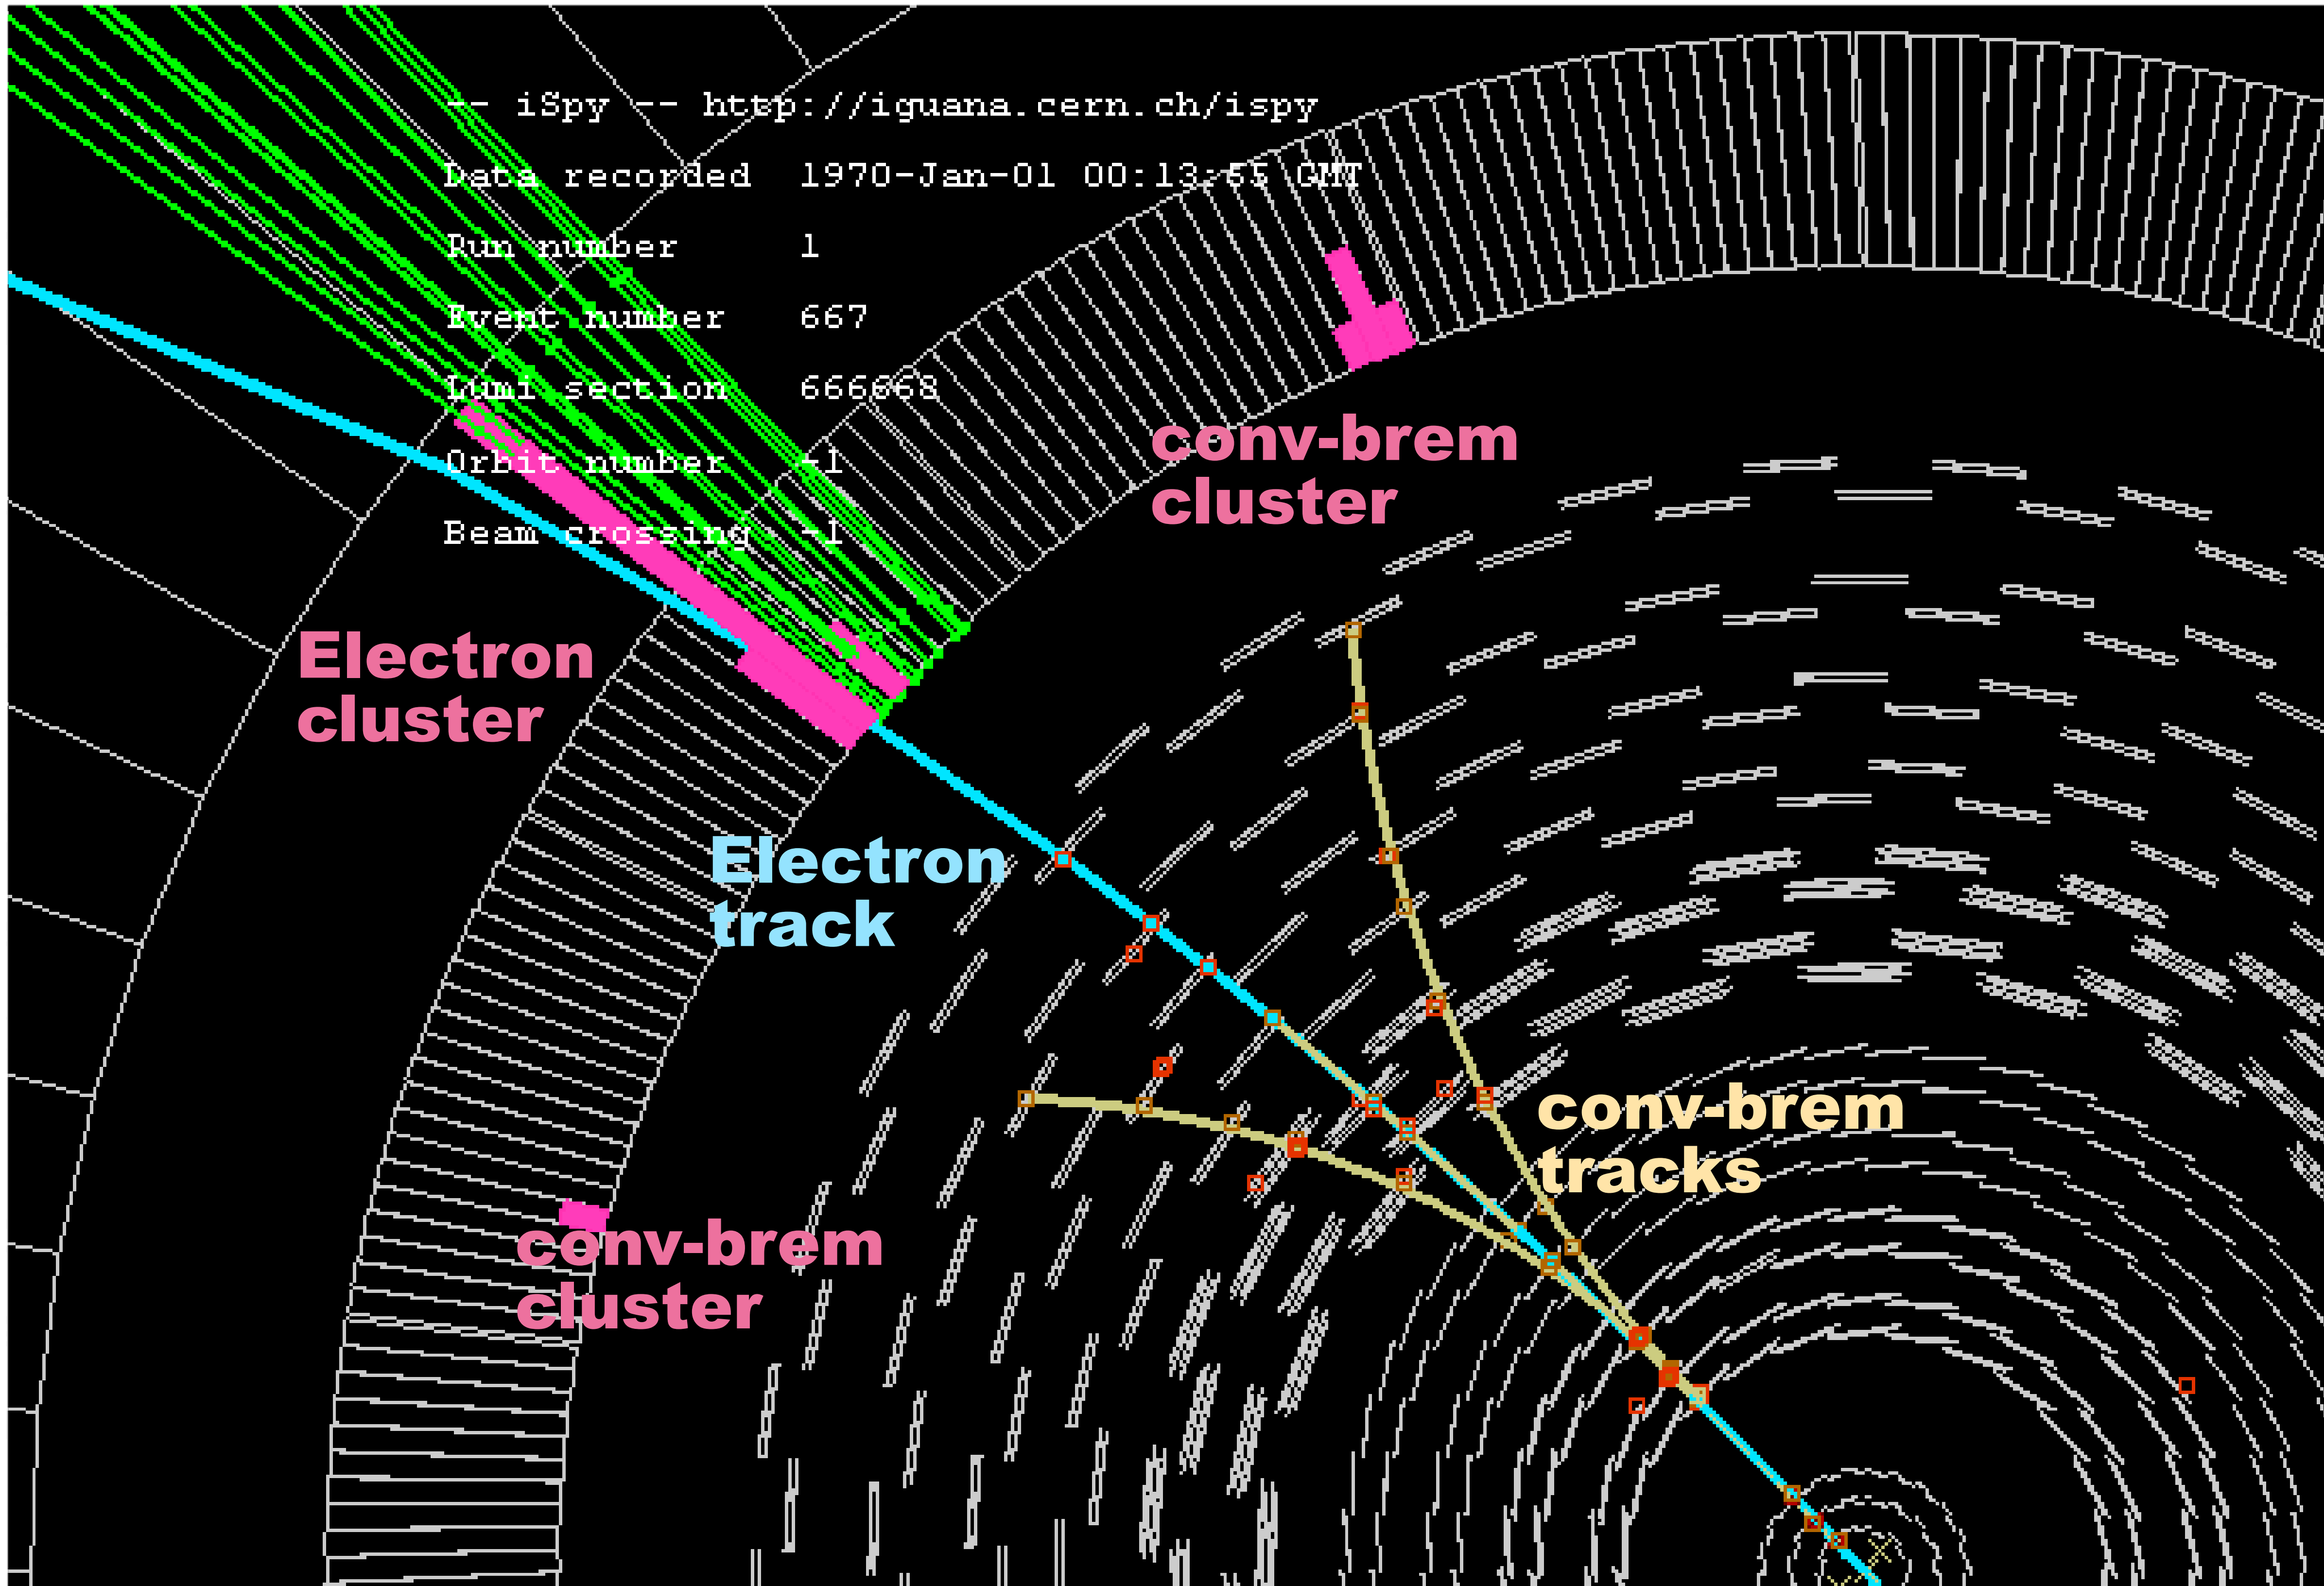 -- iSpy -- http://iguana.cern.ch/ispy
Data recorded 1970-Jan-01 00:13:55 GMT
Run number 1
Event number 667
Lumi section 666668
Orbit number -1
Beam crossing -1
conv-brem
cluster
Electron
cluster
Electron
track
conv-brem
tracks
conv-brem
cluster